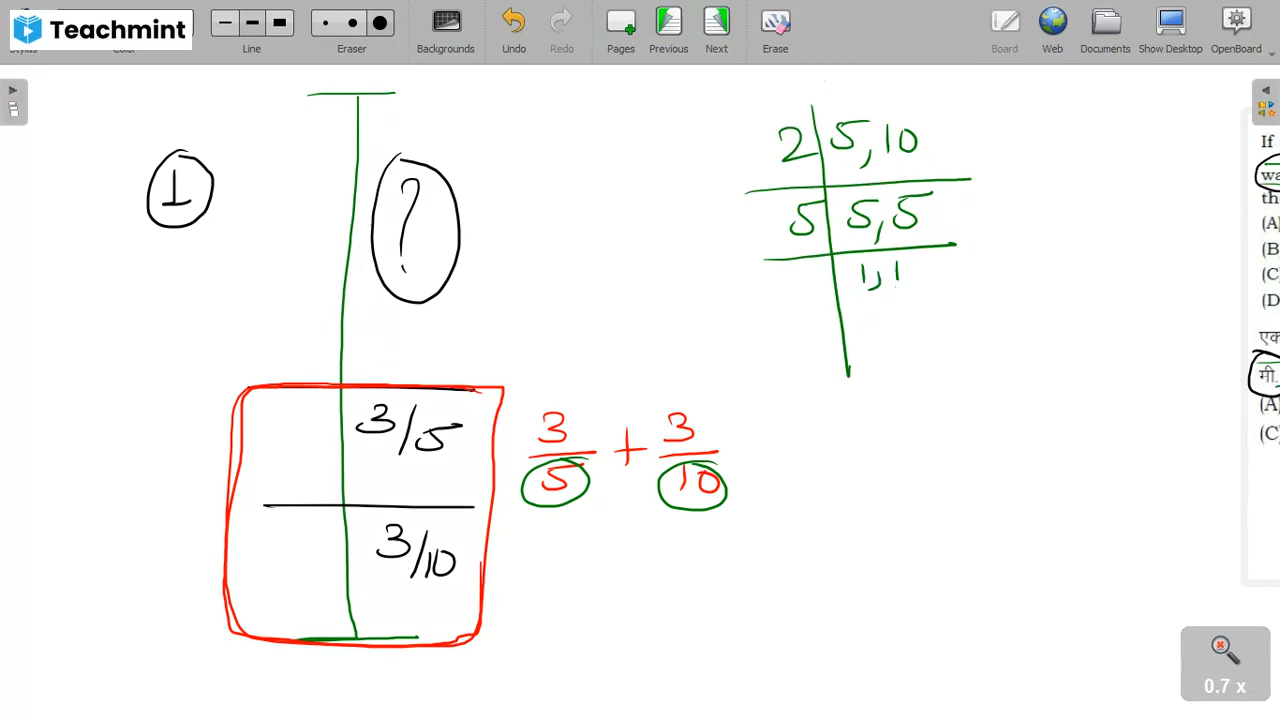 Teachmint
Line
Eraser
Backgrounds
Undo
Redo
Pages
Previous
Next
Erase
Board
Web
Documents
Show Desktop
OpenBoard
1
?
2 | 5, 10
5 | 5, 5
1, 1
3/5
3/10
3/5 + 3/10
If
wa
(A)
(B)
(C)
(D
एक
मी.
(A)
(C)
0.7 x